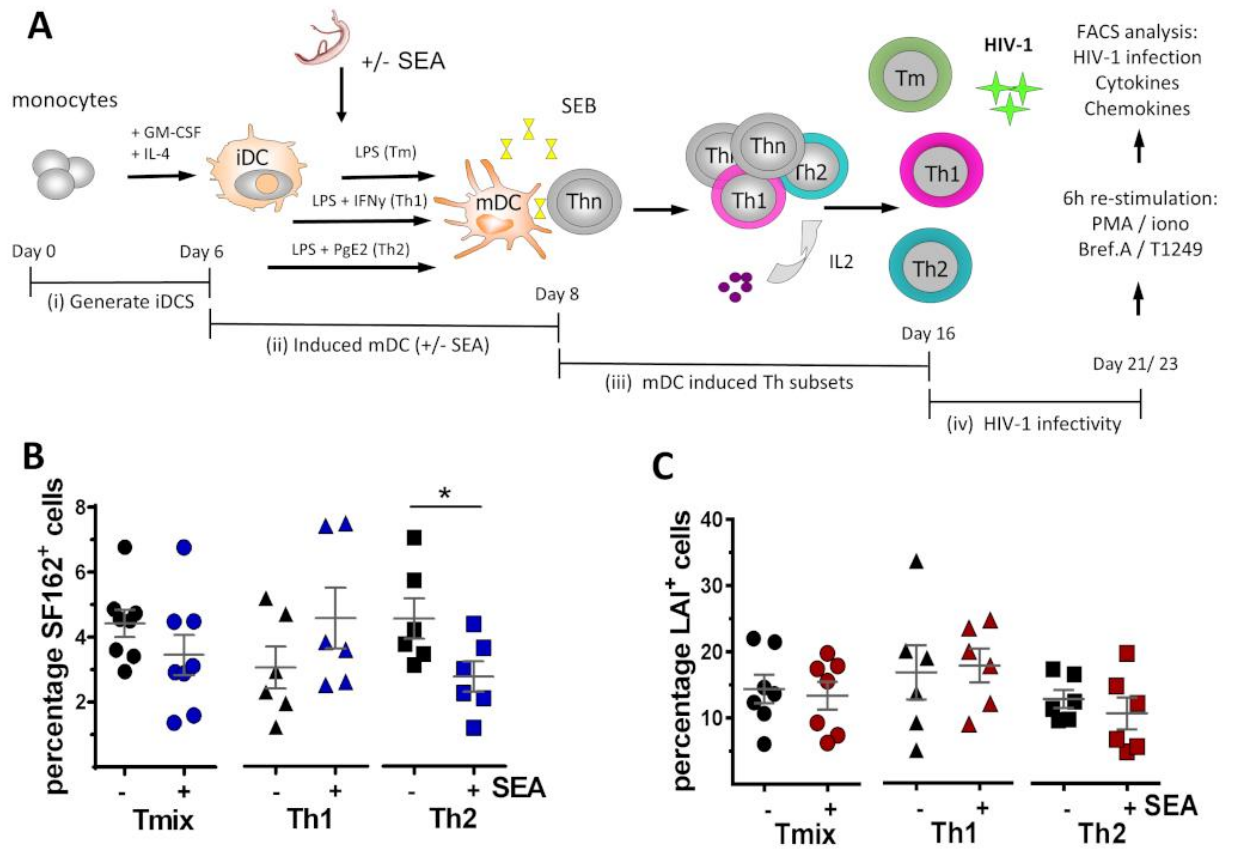 A
+/- SEA
monocytes
+ GM-CSF
+ IL-4
iDC
LPS (Tm)
LPS + IFNy (Th1)
LPS + PgE2 (Th2)
SEB
mDC
Thn
Thn
Th2
Th1
IL2
Tm
HIV-1
Th1
Th2
FACS analysis:
HIV-1 infection
Cytokines
Chemokines
6h re-stimulation:
PMA / iono
Bref.A / T1249
Day 0
Day 6
(i) Generate iDCS
Day 8
(ii) Induced mDC (+/- SEA)
Day 16
(iii) mDC induced Th subsets
Day 21/ 23
(iv) HIV-1 infectivity
B
percentage SF162+ cells
8
6
4
2
*
- + - + - + SEA
Tmix Th1 Th2
C
percentage LAI+ cells
40
30
20
10
- + - + - + SEA
Tmix Th1 Th2